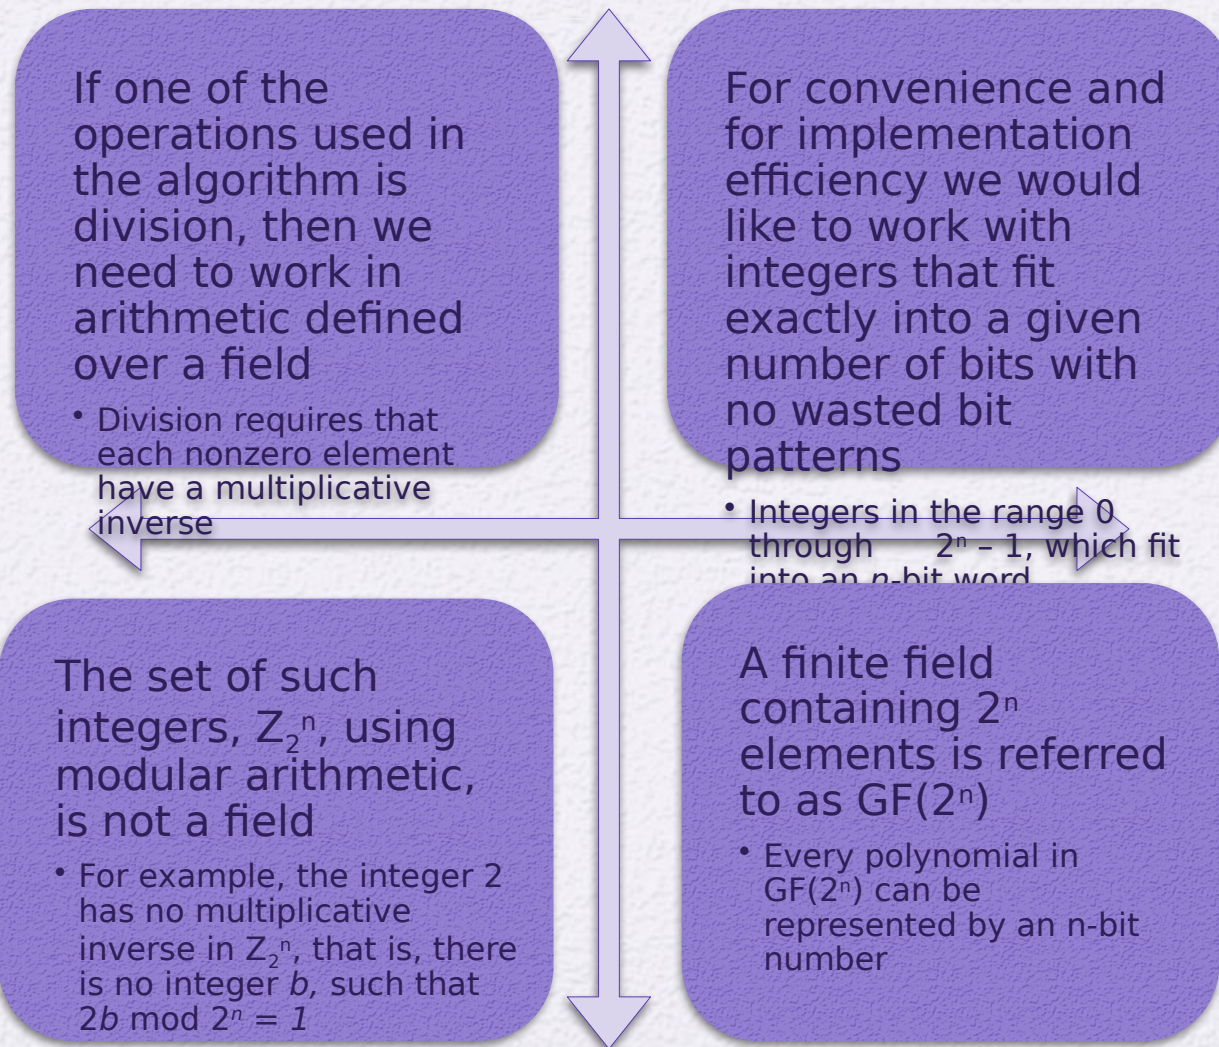 If one of the
operations used in
the algorithm is
division, then we
need to work in
arithmetic defined
over a field
• Division requires that
each nonzero element
have a multiplicative
inverse
For convenience and
for implementation
efficiency we would
like to work with
integers that fit
exactly into a given
number of bits with
no wasted bit
patterns
• Integers in the range 0
through 2ⁿ – 1, which fit
into an n-bit word
The set of such
integers, Z₂ⁿ, using
modular arithmetic,
is not a field
• For example, the integer 2
has no multiplicative
inverse in Z₂ⁿ, that is, there
is no integer b, such that
2b mod 2ⁿ = 1
A finite field
containing 2ⁿ
elements is referred
to as GF(2ⁿ)
• Every polynomial in
GF(2ⁿ) can be
represented by an n-bit
number